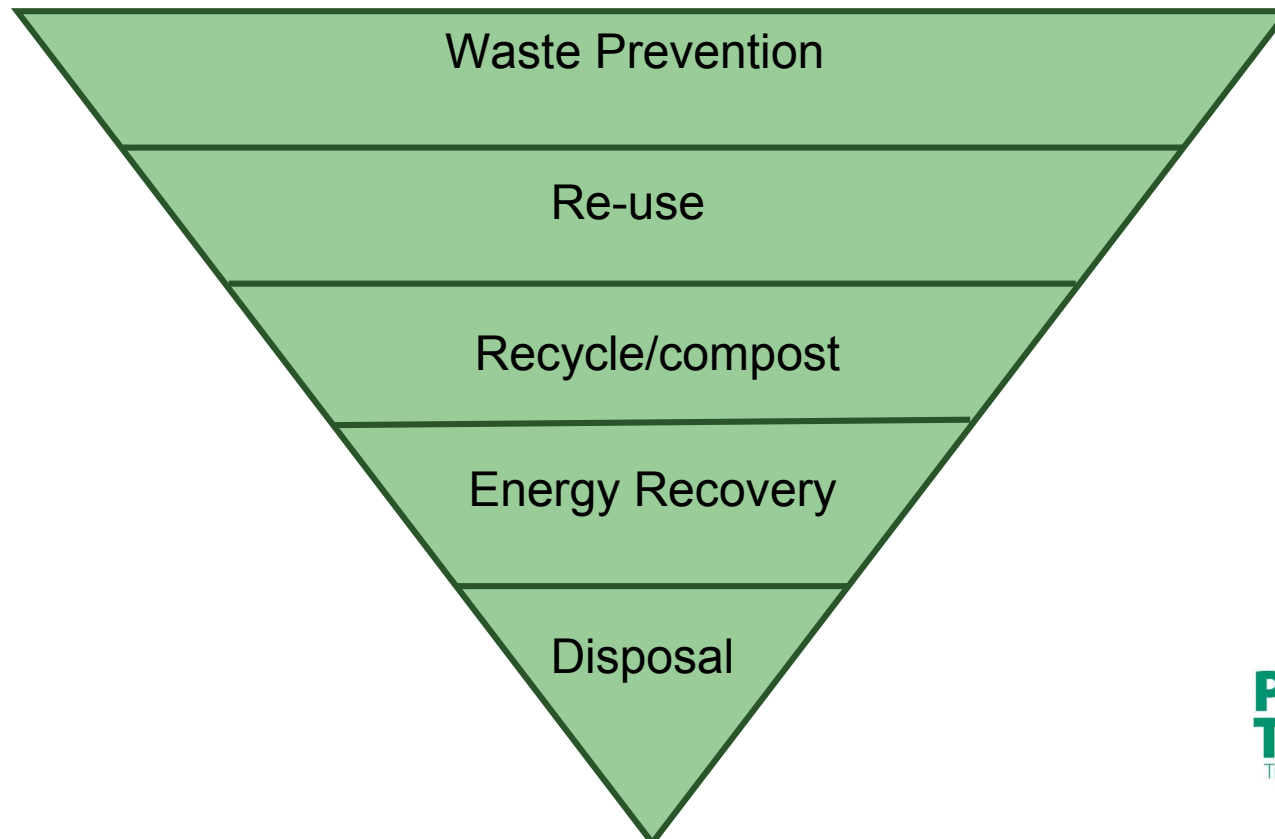 Waste Prevention
Re-use
Recycle/compost
Energy Recovery
Disposal